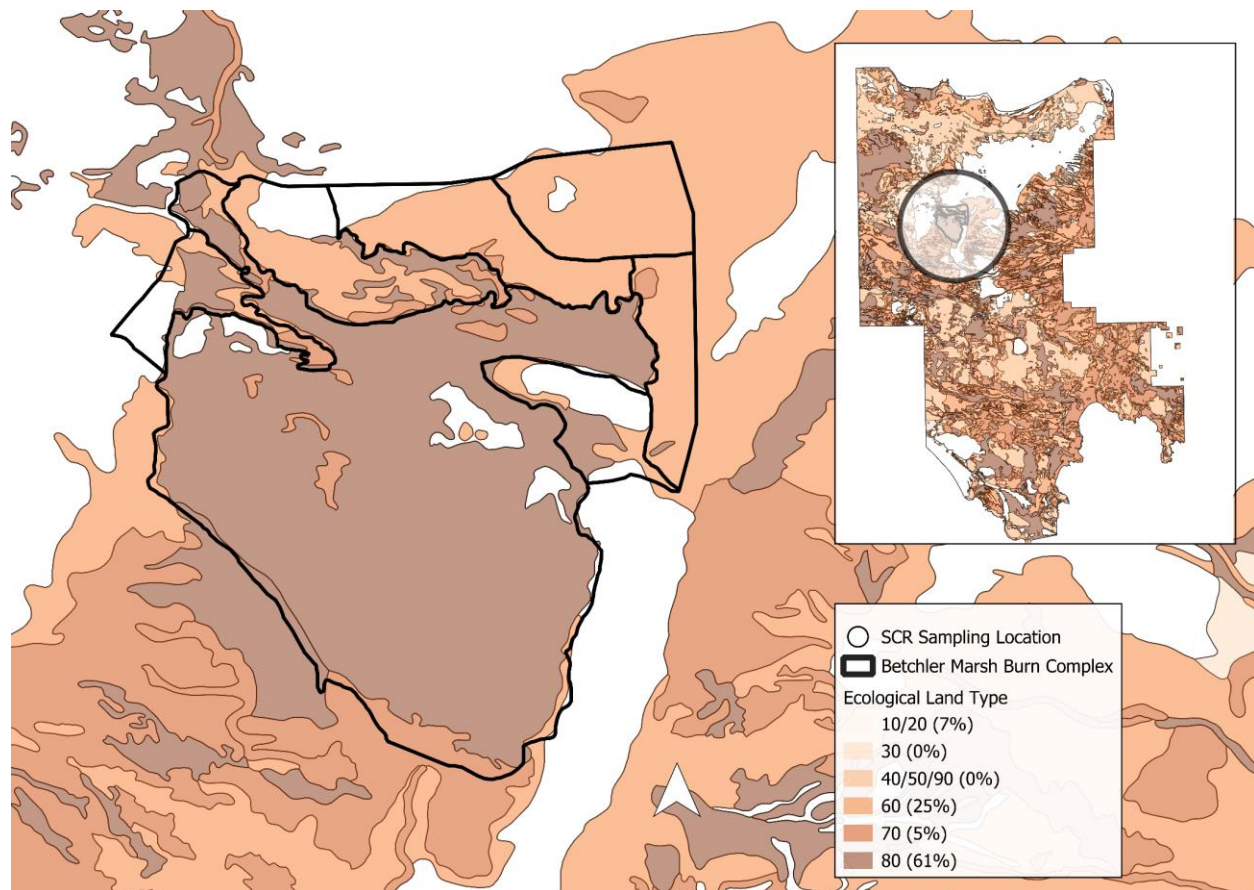 SCR Sampling Location
Betchler Marsh Burn Complex
Ecological Land Type
10/20 (7%)
30 (0%)
40/50/90 (0%)
60 (25%)
70 (5%)
80 (61%)